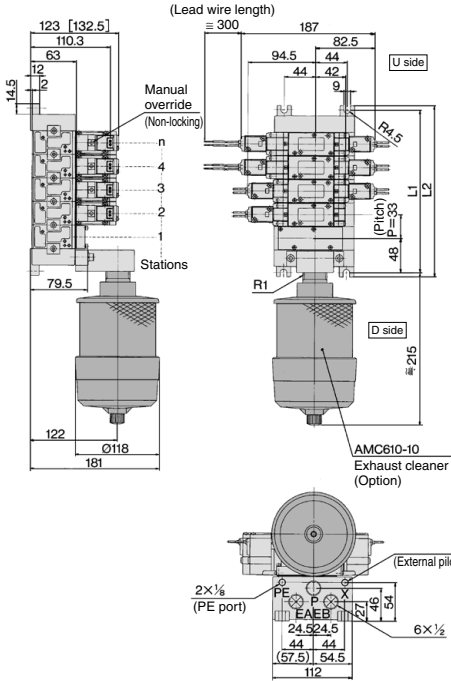 (Lead wire length)
≅ 300
187
82.5
94.5
44
44
42
9
U side
R4.5
123 [132.5]
110.3
63
12
2
14.5
Manual
override
(Non-locking)
n
4
3
2
1
Stations
79.5
(Pitch)
P=33
48
L1
L2
R1
D side
≅215
122
Ø118
181
AMC610-10
Exhaust cleaner
(Option)
(External pilo
2×⅛
(PE port)
PE
P
X
EAEB
27
46
54
6×½
24.5
24.5
44
44
(57.5)
54.5
112